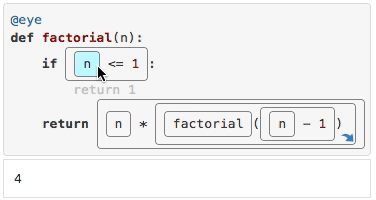 @eye
def factorial(n):
if n <= 1 :
return 1
return n * factorial ( n - 1 )
4